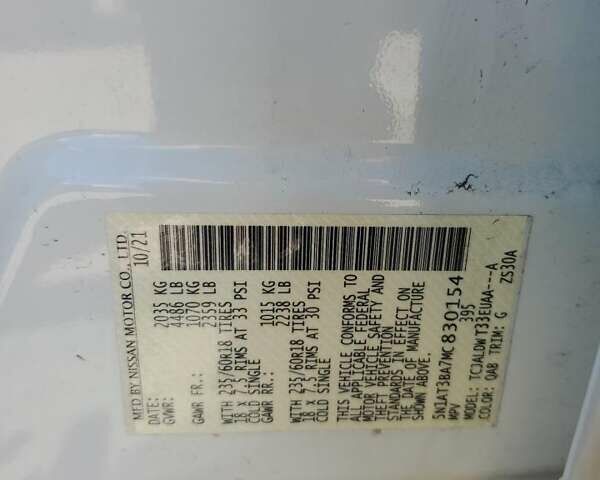 MFD BY NISSAN MOTOR CO., LTD.
DATE: 10/21
GVWR: 2035 KG
4486 LB
GAWR FR.: 1070 KG
2359 LB
WITH 235/60R18 TIRES
18 X 7.5 RIMS AT 33 PSI
COLD SINGLE
GAWR RR.: 1015 KG
2238 LB
WITH 235/60R18 TIRES
18 X 7.5 RIMS AT 30 PSI
COLD SINGLE
THIS VEHICLE CONFORMS TO
ALL APPLICABLE FEDERAL
MOTOR VEHICLE SAFETY AND
THEFT PREVENTION
STANDARDS IN EFFECT ON
THE DATE OF MANUFACTURE
SHOWN ABOVE.
5N1AT3BA7MC830154
MPV 395
MODEL: TCJALDWT33EUAA---A
COLOR: QAB TRIM: G ZS30A